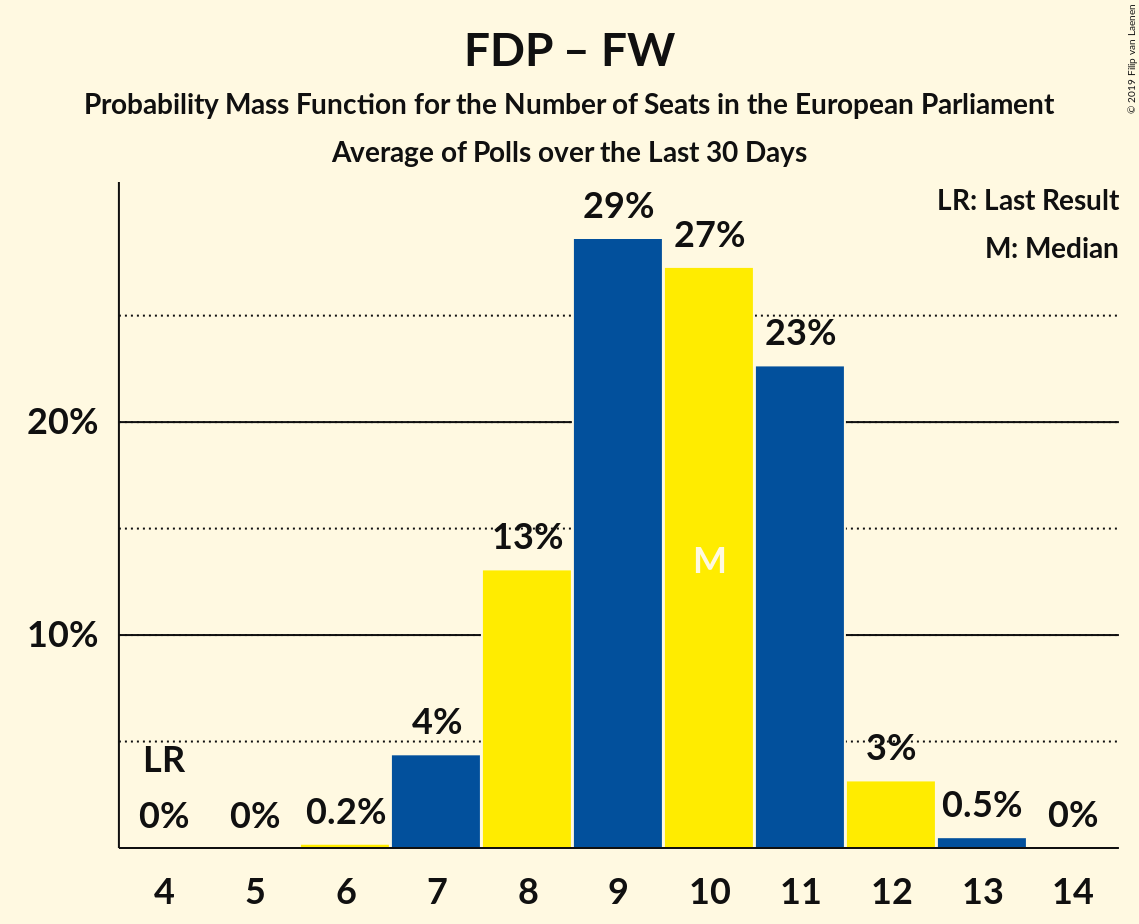 FDP – FW
Probability Mass Function for the Number of Seats in the European Parliament
Average of Polls over the Last 30 Days
© 2019 Filip van Laenen
LR: Last Result
M: Median
29%
27%
23%
20%
13%
M
10%
4%
3%
LR
0%
0%
0.2%
0.5%
0%
4 5 6 7 8 9 10 11 12 13 14